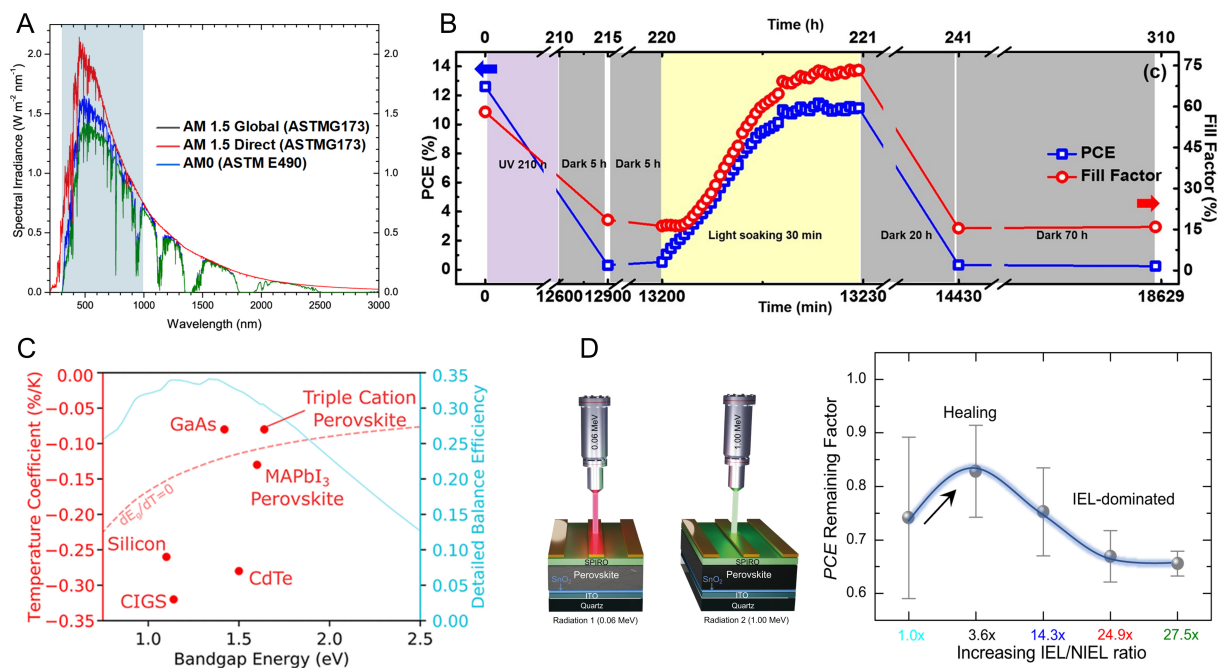 A
Spectral Irradiance (W m-2 nm-1)
2.0
1.5
1.0
0.5
0.0
2.0
1.5
1.0
0.5
0.0
AM 1.5 Global (ASTMG173)
AM 1.5 Direct (ASTMG173)
AM0 (ASTM E490)
500 1000 1500 2000 2500 3000
Wavelength (nm)
B
Time (h)
0 210 215 220 221 241 310
PCE (%)
14
12
10
8
6
4
2
0
75
60
45
30
15
0
Fill Factor (%)
(c)
UV 210 h
Dark 5 h
Dark 5 h
Light soaking 30 min
Dark 20 h
Dark 70 h
PCE
Fill Factor
0 12600 12900 13200 13230 14430 18629
Time (min)
C
Temperature Coefficient (%/K)
0.00
−0.05
−0.10
−0.15
−0.20
−0.25
−0.30
−0.35
0.35
0.30
0.25
0.20
0.15
0.10
0.05
0.00
Detailed Balance Efficiency
GaAs
Triple Cation
Perovskite
MAPbI3
Perovskite
dEg/dT=0
Silicon
CdTe
CIGS
1.0 1.5 2.0 2.5
Bandgap Energy (eV)
D
0.06 MeV
1.00 MeV
SPIRO
Perovskite
SnO2
ITO
Quartz
Radiation 1 (0.06 MeV)
SPIRO
Perovskite
SnO2
ITO
Quartz
Radiation 2 (1.00 MeV)
PCE Remaining Factor
1.0
0.9
0.8
0.7
0.6
Healing
IEL-dominated
1.0x 3.6x 14.3x 24.9x 27.5x
Increasing IEL/NIEL ratio